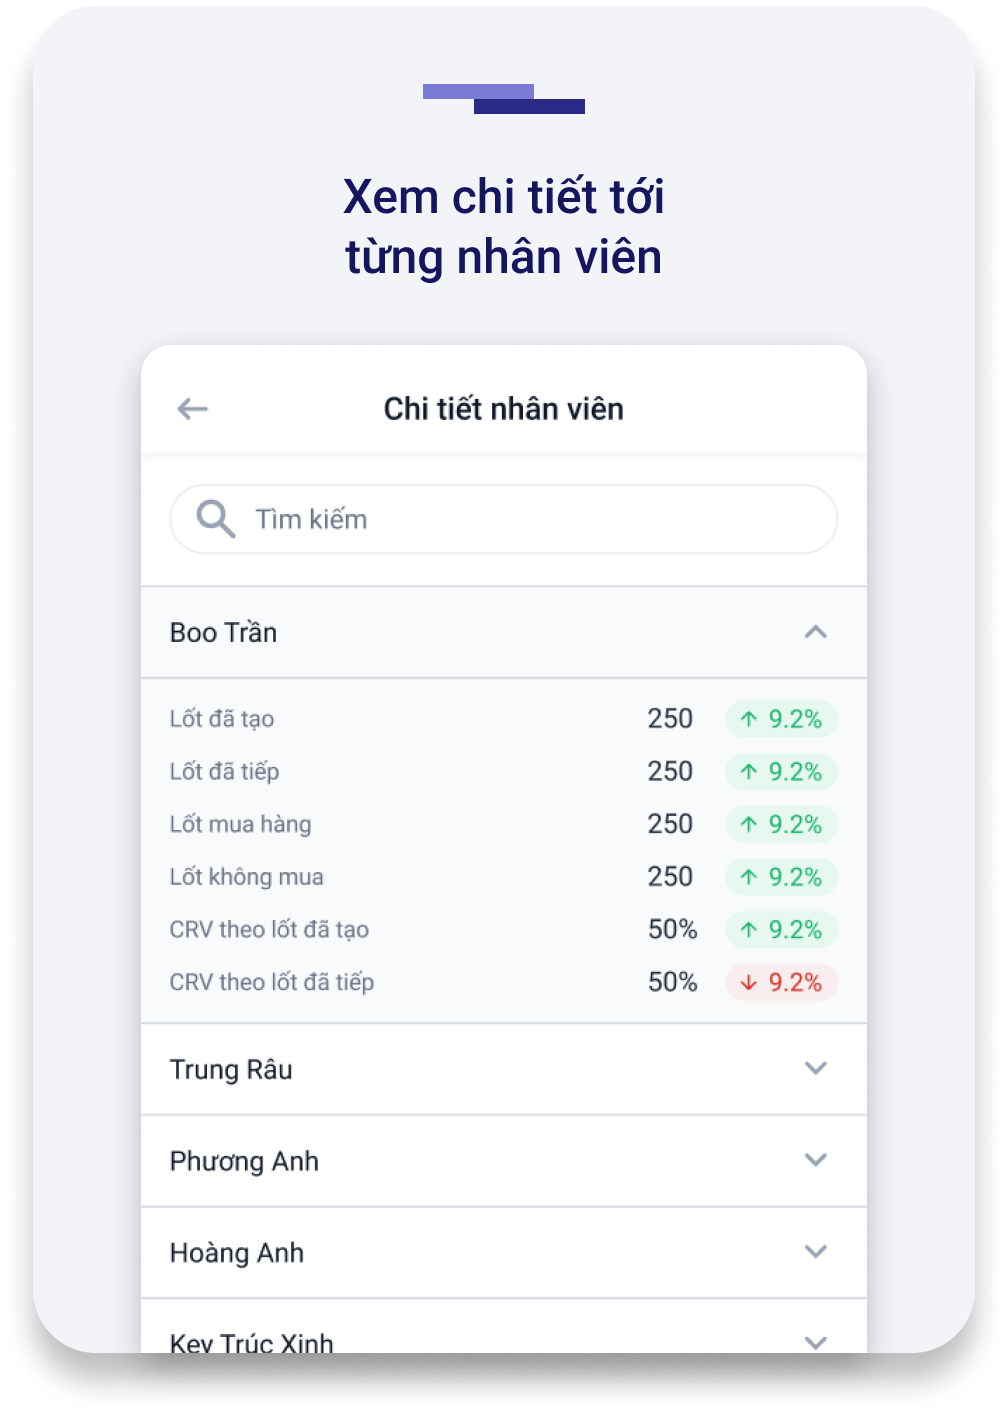 Xem chi tiết tới
từng nhân viên
Chi tiết nhân viên
Tìm kiếm
Boo Trần
Lốt đã tạo 250 9.2%
Lốt đã tiếp 250 9.2%
Lốt mua hàng 250 9.2%
Lốt không mua 250 9.2%
CRV theo lốt đã tạo 50% 9.2%
CRV theo lốt đã tiếp 50% 9.2%
Trung Râu
Phương Anh
Hoàng Anh
Key Trúc Xinh